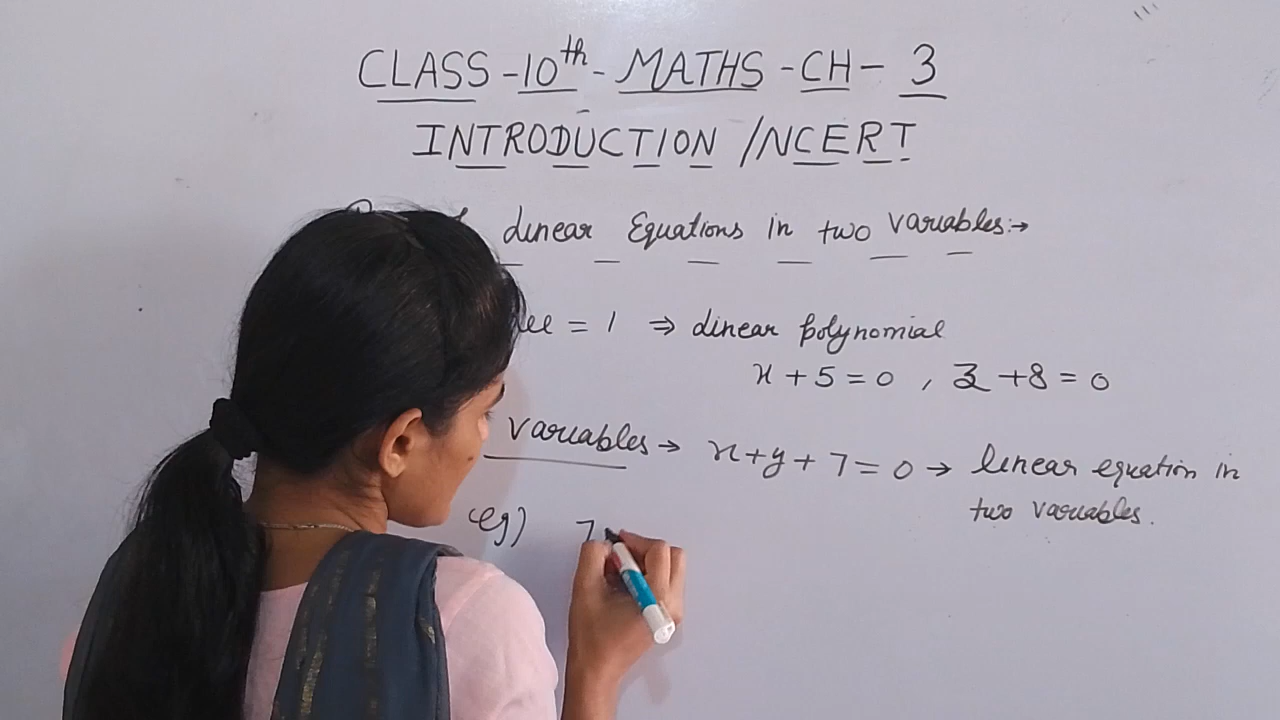 CLASS - 10th - MATHS - CH - 3
INTRODUCTION / NCERT
Linear Equations in two variables :→
= 1 ⇒ Linear polynomial
x + 5 = 0 , z + 8 = 0
variables → x + y + 7 = 0 → linear equation in
two variables.
(eg) 7